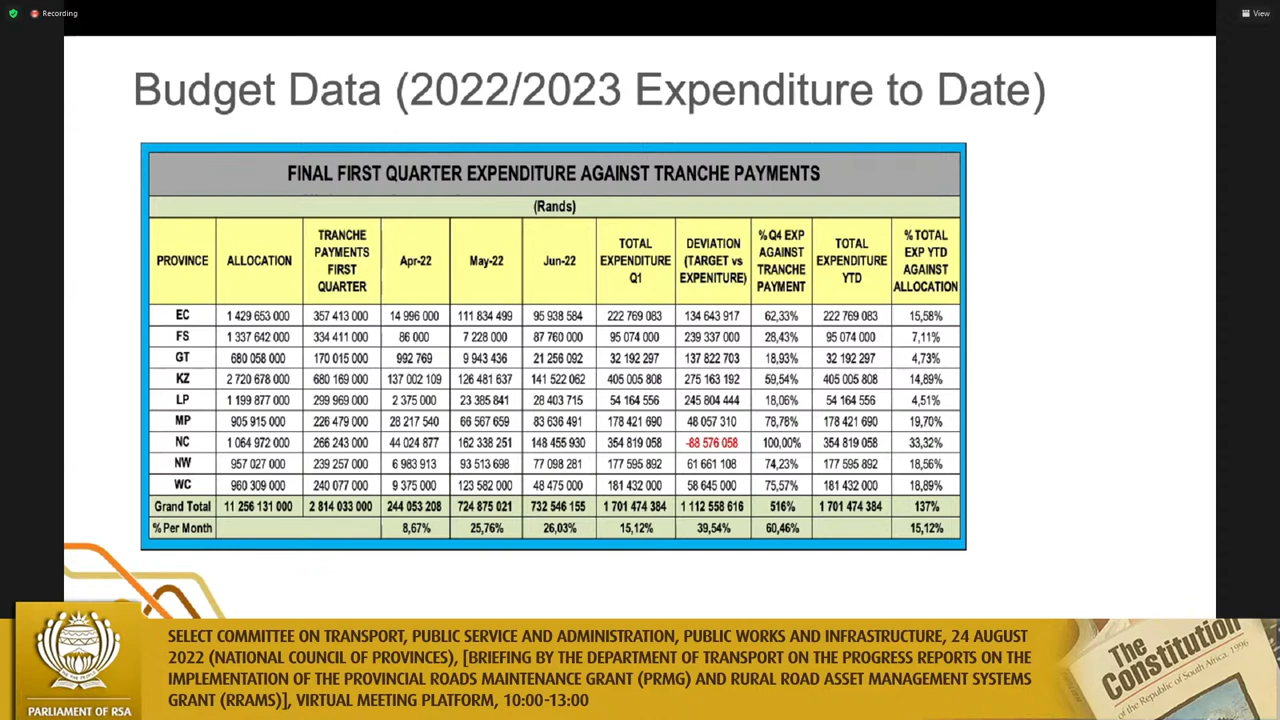 Recording
View
Budget Data (2022/2023 Expenditure to Date)
FINAL FIRST QUARTER EXPENDITURE AGAINST TRANCHE PAYMENTS
(Rands)
PROVINCE ALLOCATION TRANCHE PAYMENTS FIRST QUARTER Apr-22 May-22 Jun-22 TOTAL EXPENDITURE Q1 DEVIATION (TARGET vs EXPENITURE) % Q4 EXP AGAINST TRANCHE PAYMENT TOTAL EXPENDITURE YTD % TOTAL EXP YTD AGAINST ALLOCATION
EC 1 429 653 000 357 413 000 14 996 000 111 834 499 95 938 584 222 769 083 134 643 917 62,33% 222 769 083 15,58%
FS 1 337 642 000 334 411 000 86 000 7 228 000 87 760 000 95 074 000 239 337 000 28,43% 95 074 000 7,11%
GT 680 058 000 170 015 000 992 769 9 943 436 21 256 092 32 192 297 137 822 703 18,93% 32 192 297 4,73%
KZ 2 720 678 000 680 169 000 137 002 109 126 481 637 141 522 062 405 005 808 275 163 192 59,54% 405 005 808 14,89%
LP 1 199 877 000 299 969 000 2 375 000 23 385 841 28 403 715 54 164 556 245 804 444 18,06% 54 164 556 4,51%
MP 905 915 000 226 479 000 28 217 540 66 567 659 83 636 491 178 421 690 48 057 310 78,78% 178 421 690 19,70%
NC 1 064 972 000 266 243 000 44 024 877 162 338 251 148 455 930 354 819 058 -88 576 058 100,00% 354 819 058 33,32%
NW 957 027 000 239 257 000 6 983 913 93 513 698 77 098 281 177 595 892 61 661 108 74,23% 177 595 892 18,56%
WC 960 309 000 240 077 000 9 375 000 123 582 000 48 475 000 181 432 000 58 645 000 75,57% 181 432 000 18,89%
Grand Total 11 256 131 000 2 814 033 000 244 053 208 724 875 021 732 546 155 1 701 474 384 1 112 558 616 516% 1 701 474 384 137%
% Per Month 8,67% 25,76% 26,03% 15,12% 39,54% 60,46% 15,12%
SELECT COMMITTEE ON TRANSPORT, PUBLIC SERVICE AND ADMINISTRATION, PUBLIC WORKS AND INFRASTRUCTURE, 24 AUGUST
2022 (NATIONAL COUNCIL OF PROVINCES), [BRIEFING BY THE DEPARTMENT OF TRANSPORT ON THE PROGRESS REPORTS ON THE
IMPLEMENTATION OF THE PROVINCIAL ROADS MAINTENANCE GRANT (PRMG) AND RURAL ROAD ASSET MANAGEMENT SYSTEMS
GRANT (RRAMS)], VIRTUAL MEETING PLATFORM, 10:00-13:00
PARLIAMENT OF RSA
The
Constitution
of the Republic of South Africa, 1996